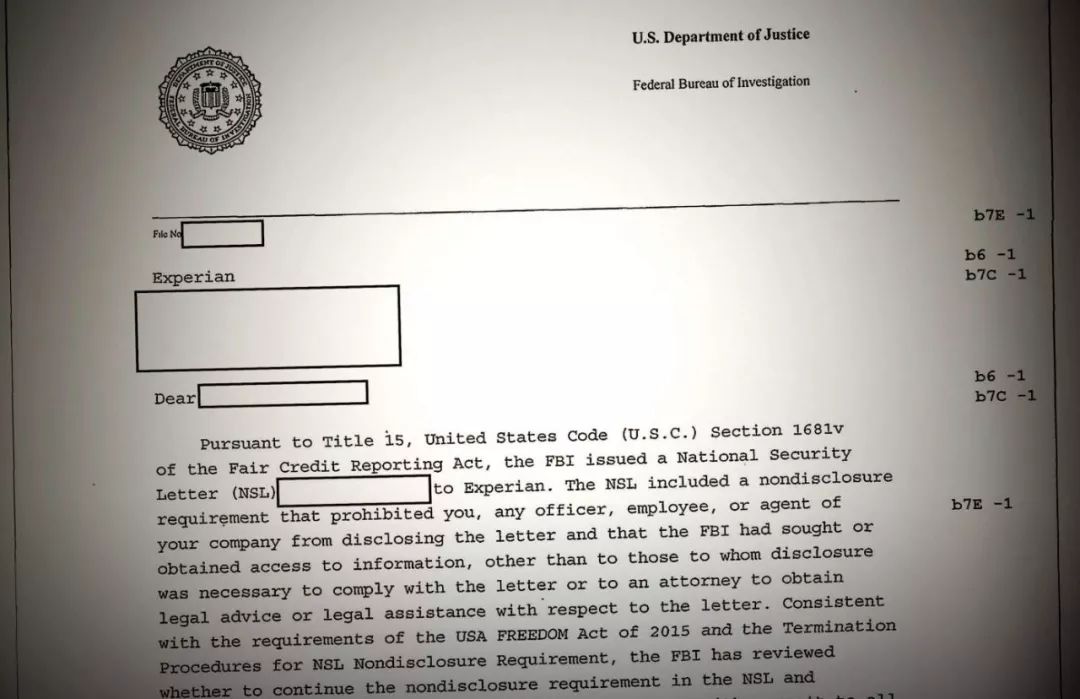 U.S. Department of Justice
Federal Bureau of Investigation
DEPARTMENT OF JUSTICE
FEDERAL BUREAU OF INVESTIGATION
b7E -1
File No
b6 -1
Experian
b7C -1
b6 -1
Dear
b7C -1
Pursuant to Title 15, United States Code (U.S.C.) Section 1681v
of the Fair Credit Reporting Act, the FBI issued a National Security
Letter (NSL) to Experian. The NSL included a nondisclosure
requirement that prohibited you, any officer, employee, or agent of
b7E -1
your company from disclosing the letter and that the FBI had sought or
obtained access to information, other than to those to whom disclosure
was necessary to comply with the letter or to an attorney to obtain
legal advice or legal assistance with respect to the letter. Consistent
with the requirements of the USA FREEDOM Act of 2015 and the Termination
Procedures for NSL Nondisclosure Requirement, the FBI has reviewed
whether to continue the nondisclosure requirement in the NSL and